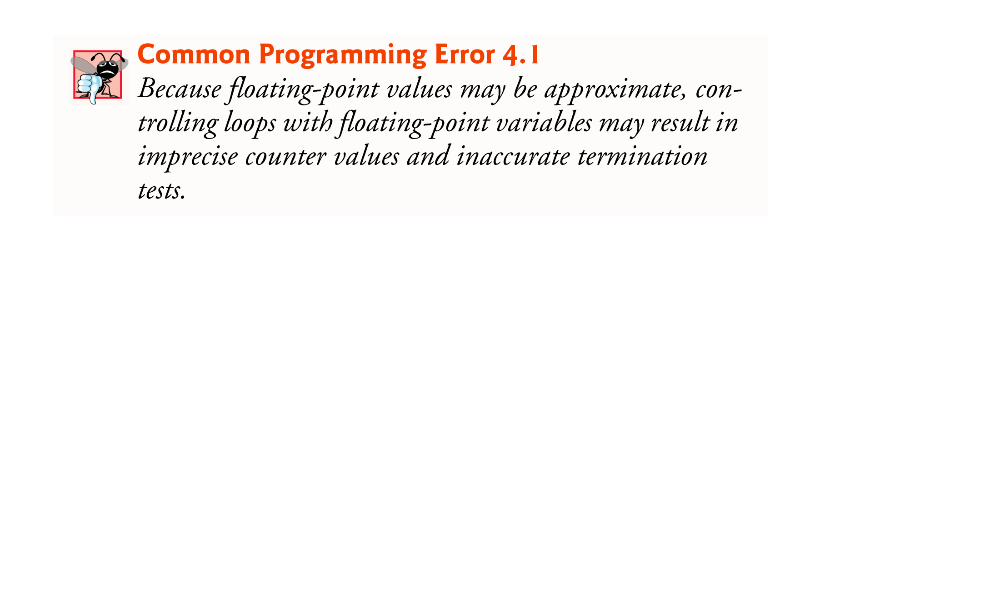 Common Programming Error 4.1
Because floating-point values may be approximate, con-
trolling loops with floating-point variables may result in
imprecise counter values and inaccurate termination
tests.